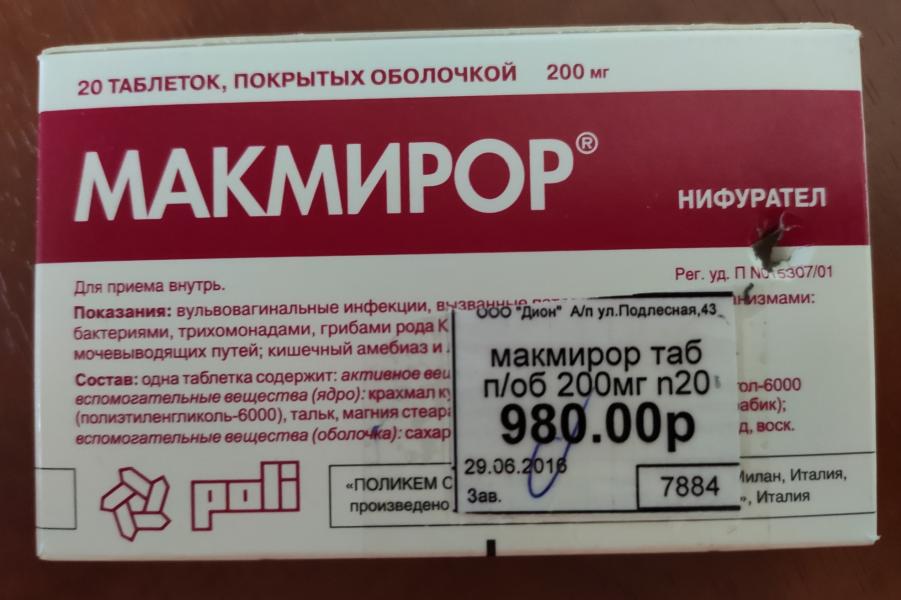 20 ТАБЛЕТОК, ПОКРЫТЫХ ОБОЛОЧКОЙ 200 мг
МАКМИРОР®
НИФУРАТЕЛ
Рег. уд. П N015307/01
Для приема внутрь.
Показания: вульвовагинальные инфекции, вызванные
бактериями, трихомонадами, грибами рода
мочевыводящих путей; кишечный амебиаз и
Состав: одна таблетка содержит: активное
вспомогательные вещества (ядро): крахмал
(полиэтиленгликоль-6000), тальк, магния
вспомогательные вещества (оболочка): воск.
ООО "Дион" А/п ул.Подлесная,43
макмирор таб
п/об 200мг n20
980.00р
29.06.2016
Зав. 7884
poli
«ПОЛИКЕМ Милан, Италия,
произведено Италия